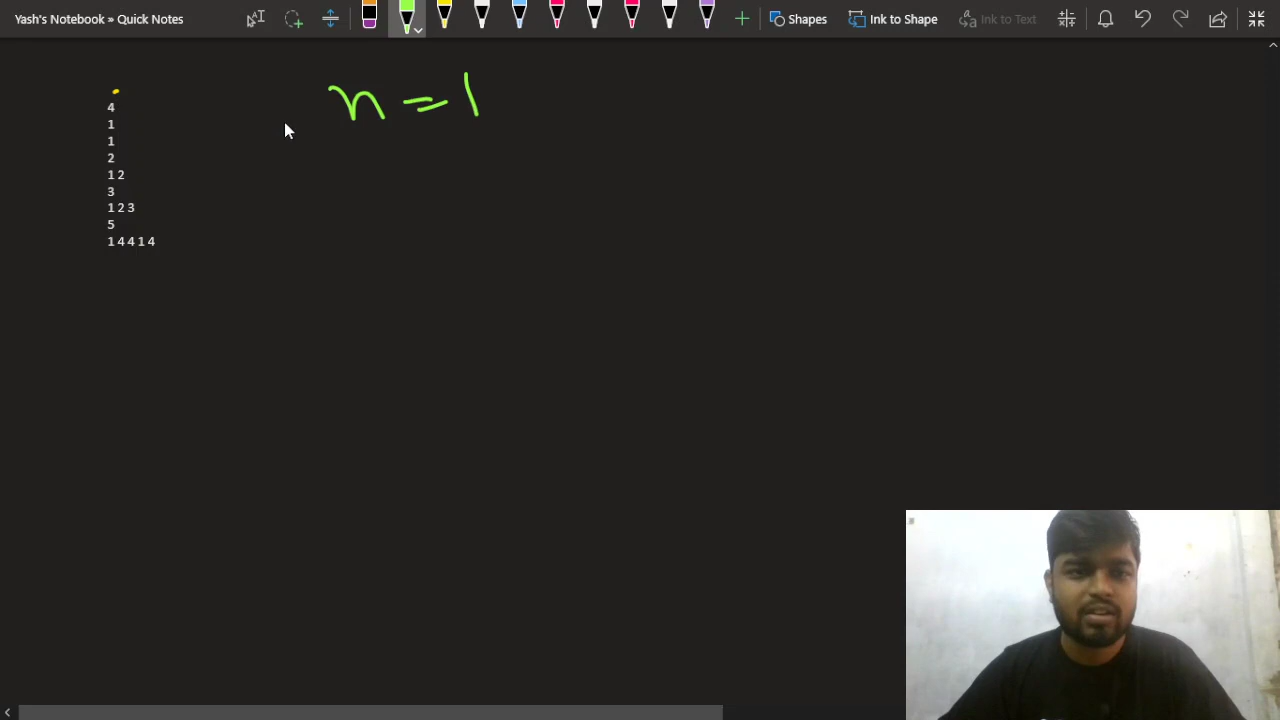 Yash's Notebook » Quick Notes
Shapes
Ink to Shape
Ink to Text
n = 1
4
1
1
2
1 2
3
1 2 3
5
1 4 4 1 4